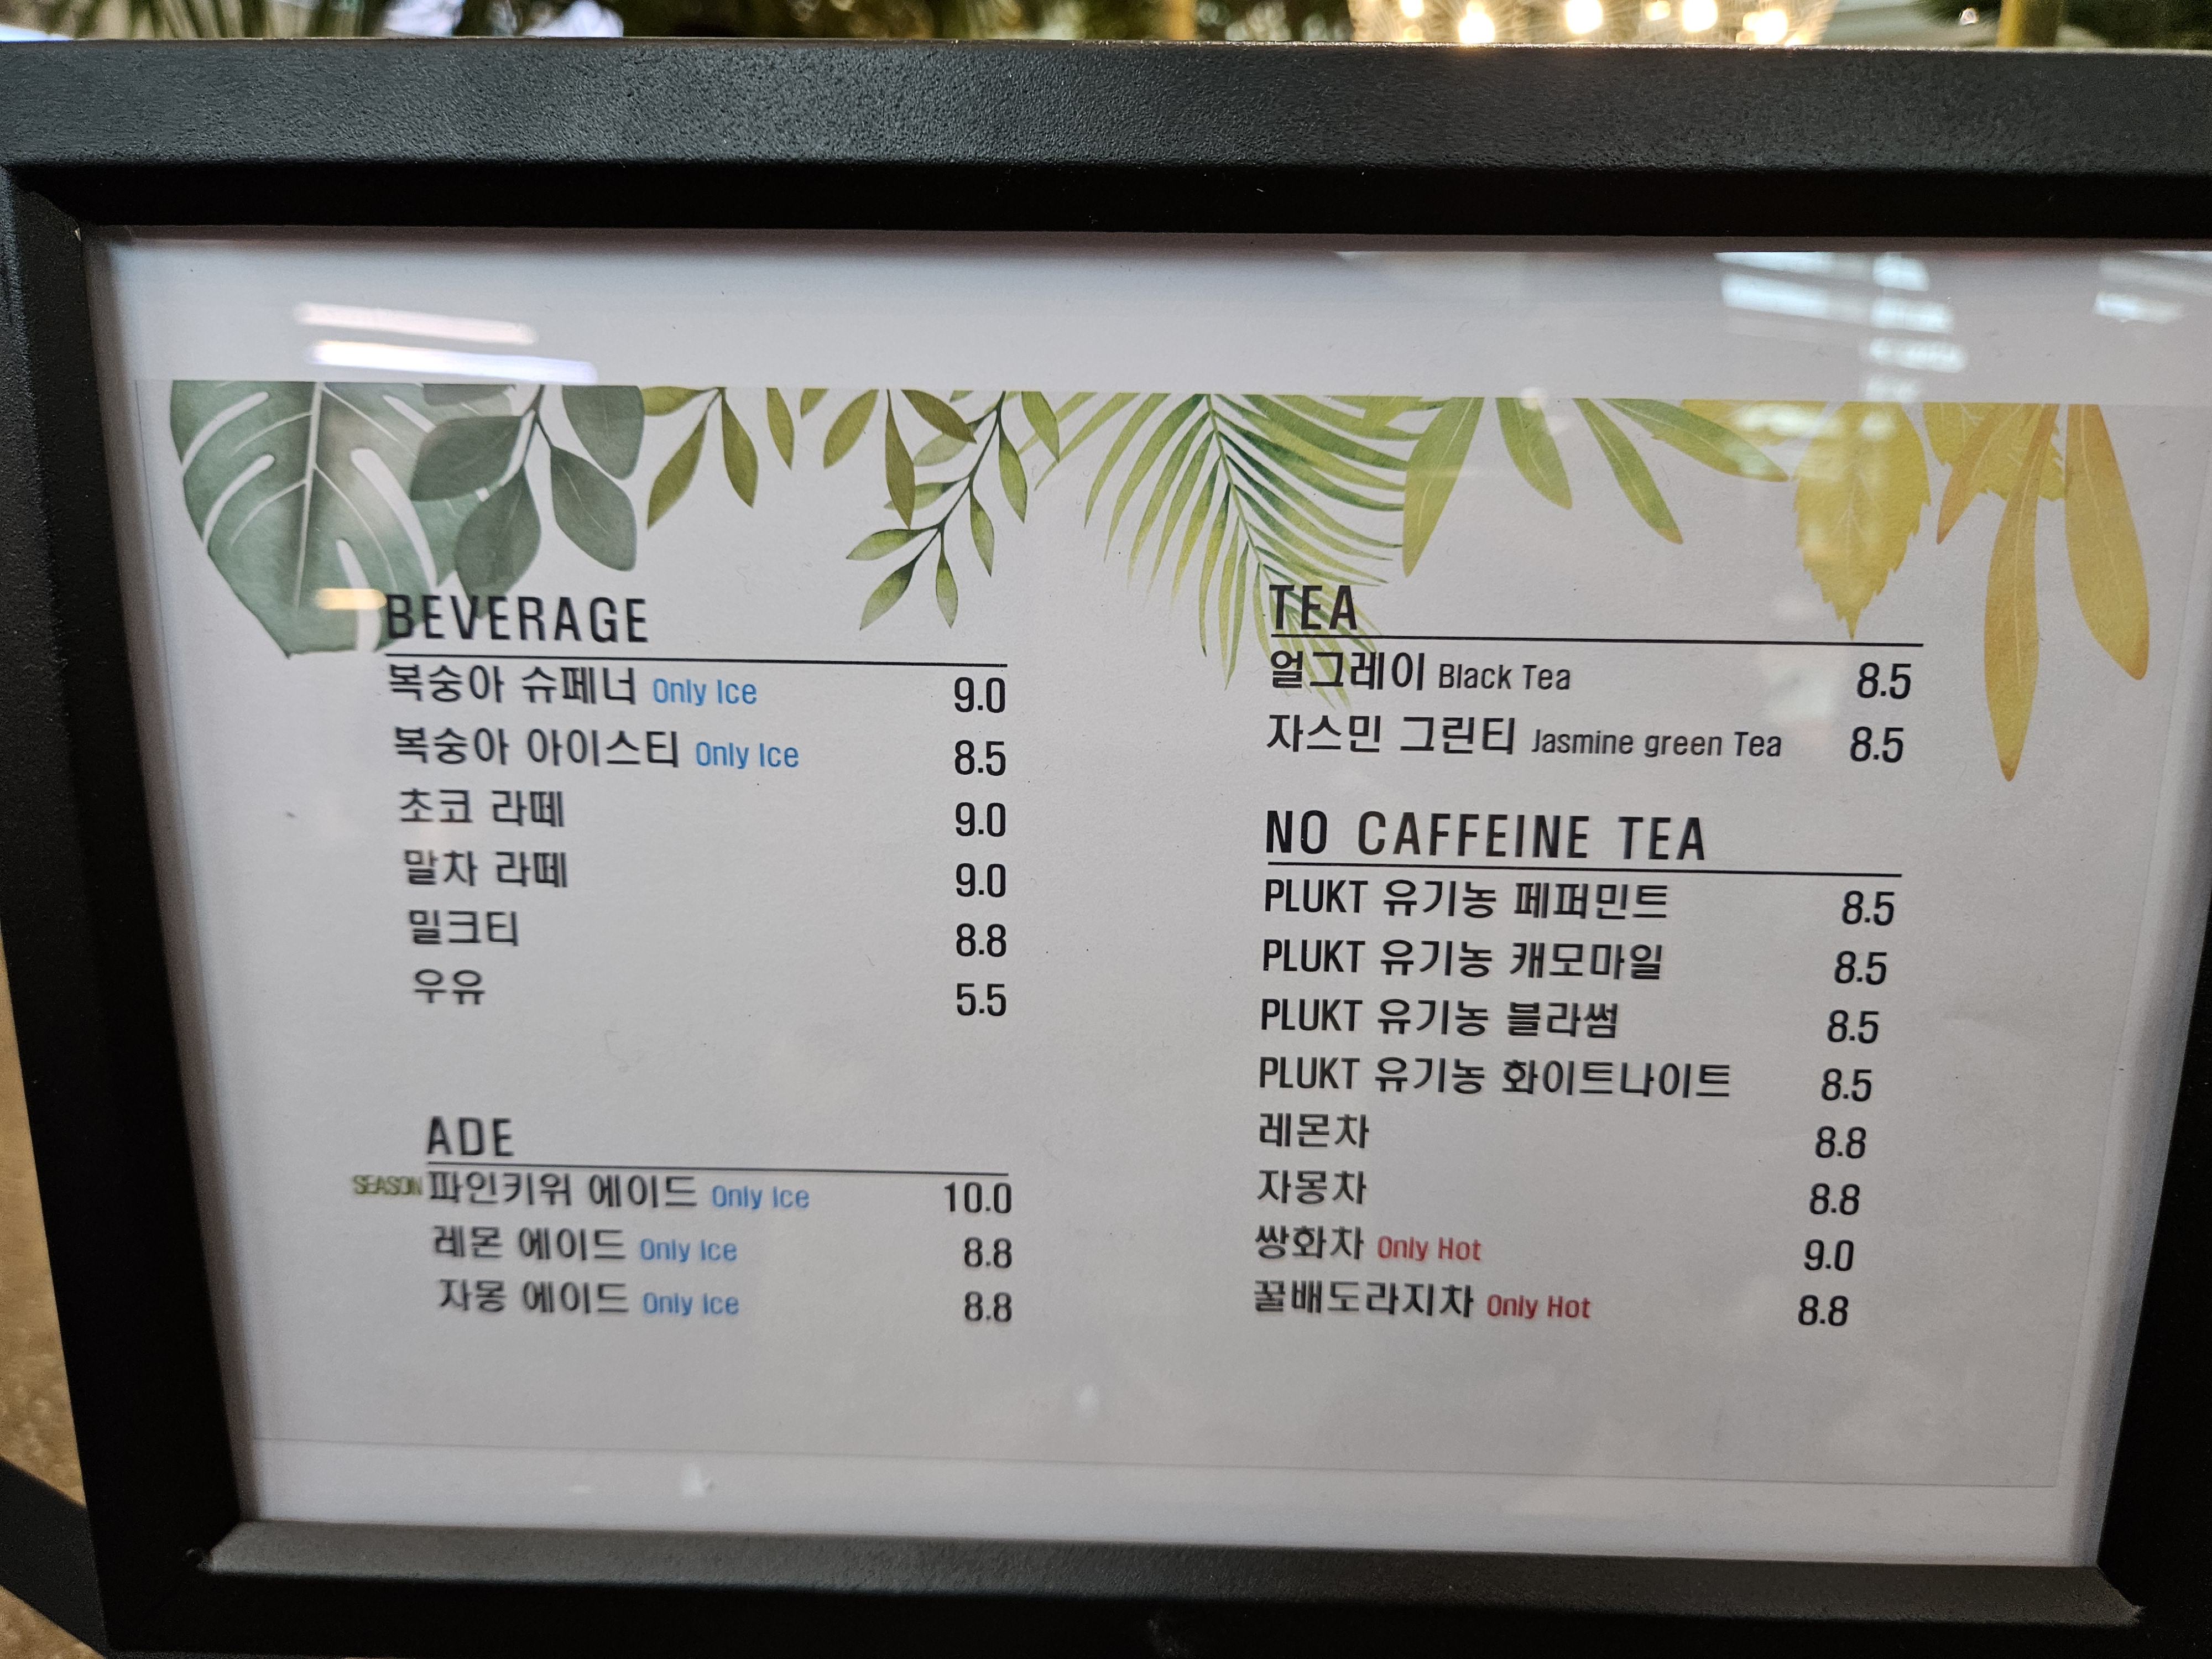 BEVERAGE
복숭아 슈페너 Only Ice 9.0
복숭아 아이스티 Only Ice 8.5
초코 라떼 9.0
말차 라떼 9.0
밀크티 8.8
우유 5.5
ADE
SEASON 파인키위 에이드 Only Ice 10.0
레몬 에이드 Only Ice 8.8
자몽 에이드 Only Ice 8.8
TEA
얼그레이 Black Tea 8.5
자스민 그린티 Jasmine green Tea 8.5
NO CAFFEINE TEA
PLUKT 유기농 페퍼민트 8.5
PLUKT 유기농 캐모마일 8.5
PLUKT 유기농 블라썸 8.5
PLUKT 유기농 화이트나이트 8.5
레몬차 8.8
자몽차 8.8
쌍화차 Only Hot 9.0
꿀배도라지차 Only Hot 8.8